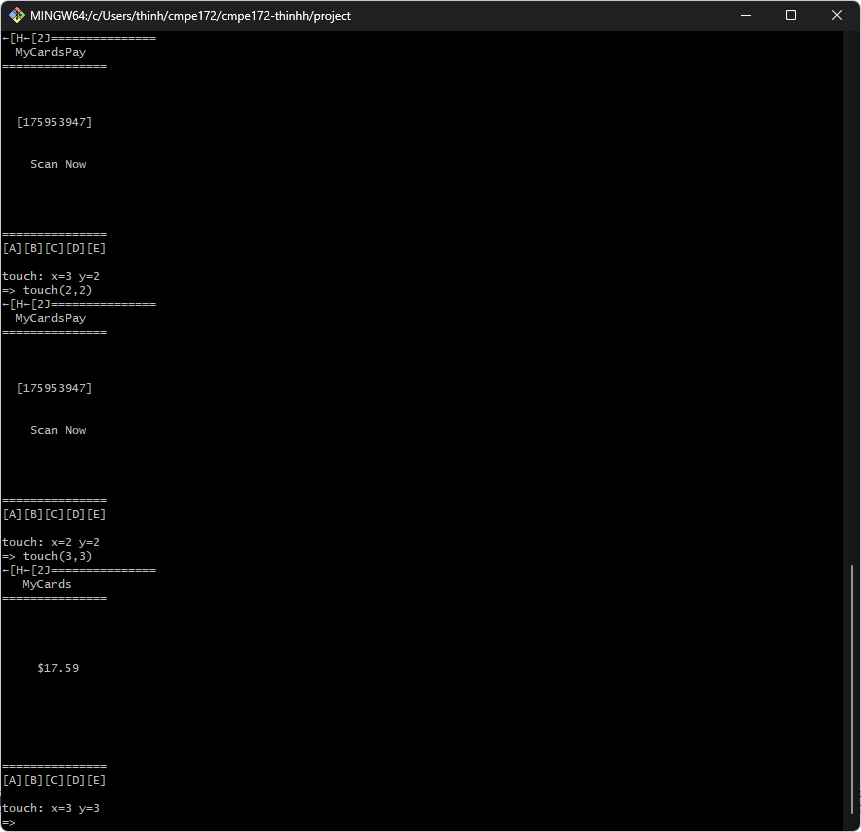 MINGW64:/c/Users/thinh/cmpe172/cmpe172-thinhh/project
←[H←[2J===============
MyCardsPay
===============
[175953947]
Scan Now
===============
[A][B][C][D][E]
touch: x=3 y=2
=> touch(2,2)
←[H←[2J===============
MyCardsPay
===============
[175953947]
Scan Now
===============
[A][B][C][D][E]
touch: x=2 y=2
=> touch(3,3)
←[H←[2J===============
MyCards
===============
$17.59
===============
[A][B][C][D][E]
touch: x=3 y=3
=>